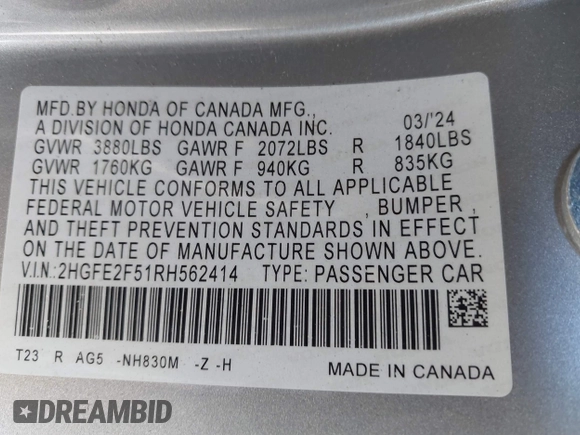 MFD.BY HONDA OF CANADA MFG., 03/'24
A DIVISION OF HONDA CANADA INC.
GVWR 3880LBS GAWR F 2072LBS R 1840LBS
GVWR 1760KG GAWR F 940KG R 835KG
THIS VEHICLE CONFORMS TO ALL APPLICABLE
FEDERAL MOTOR VEHICLE SAFETY , BUMPER ,
AND THEFT PREVENTION STANDARDS IN EFFECT
ON THE DATE OF MANUFACTURE SHOWN ABOVE.
V.I.N.:2HGFE2F51RH562414 TYPE: PASSENGER CAR
T23 R AG5 -NH830M -Z -H
MADE IN CANADA
DREAMBID